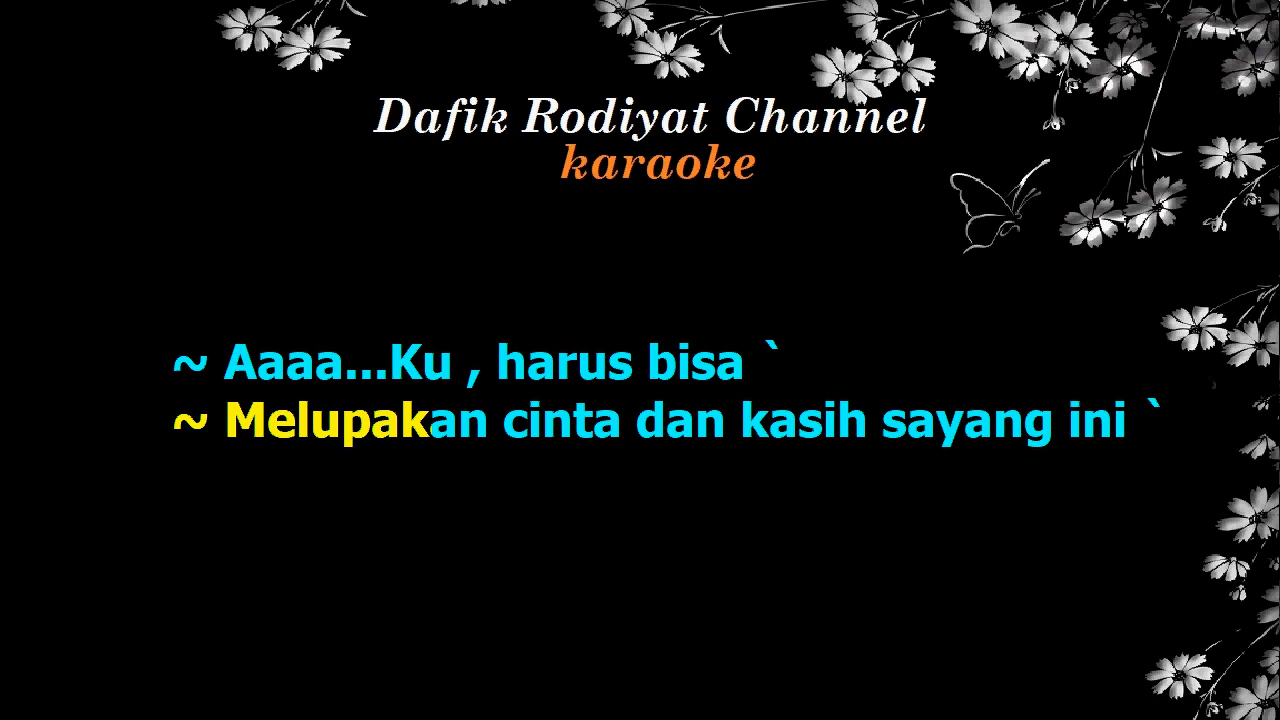 Dafik Rodiyat Channel
karaoke
~ Aaaa...Ku , harus bisa `
~ Melupakan cinta dan kasih sayang ini `